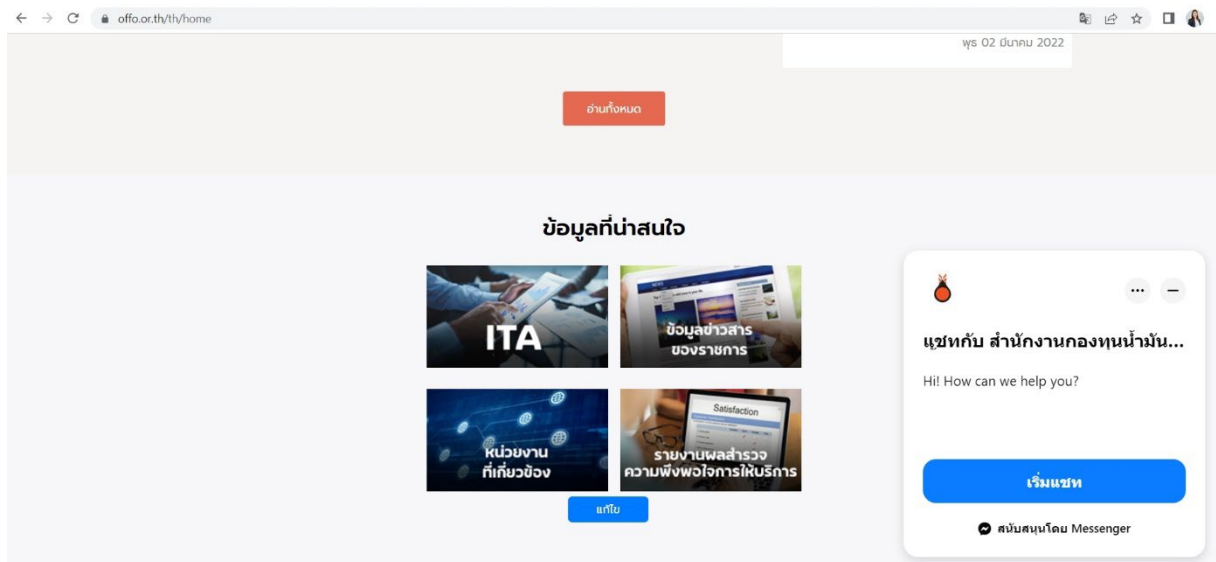 offo.or.th/th/home
พุธ 02 มีนาคม 2022
อ่านทั้งหมด
ข้อมูลที่น่าสนใจ
ITA
ข้อมูลข่าวสาร
ของราชการ
หน่วยงาน
ที่เกี่ยวข้อง
Satisfaction
รายงานผลสำรวจ
ความพึงพอใจการให้บริการ
แก้ไข
แชทกับ สำนักงานกองทุนน้ำมัน...
Hi! How can we help you?
เริ่มแชท
สนับสนุนโดย Messenger